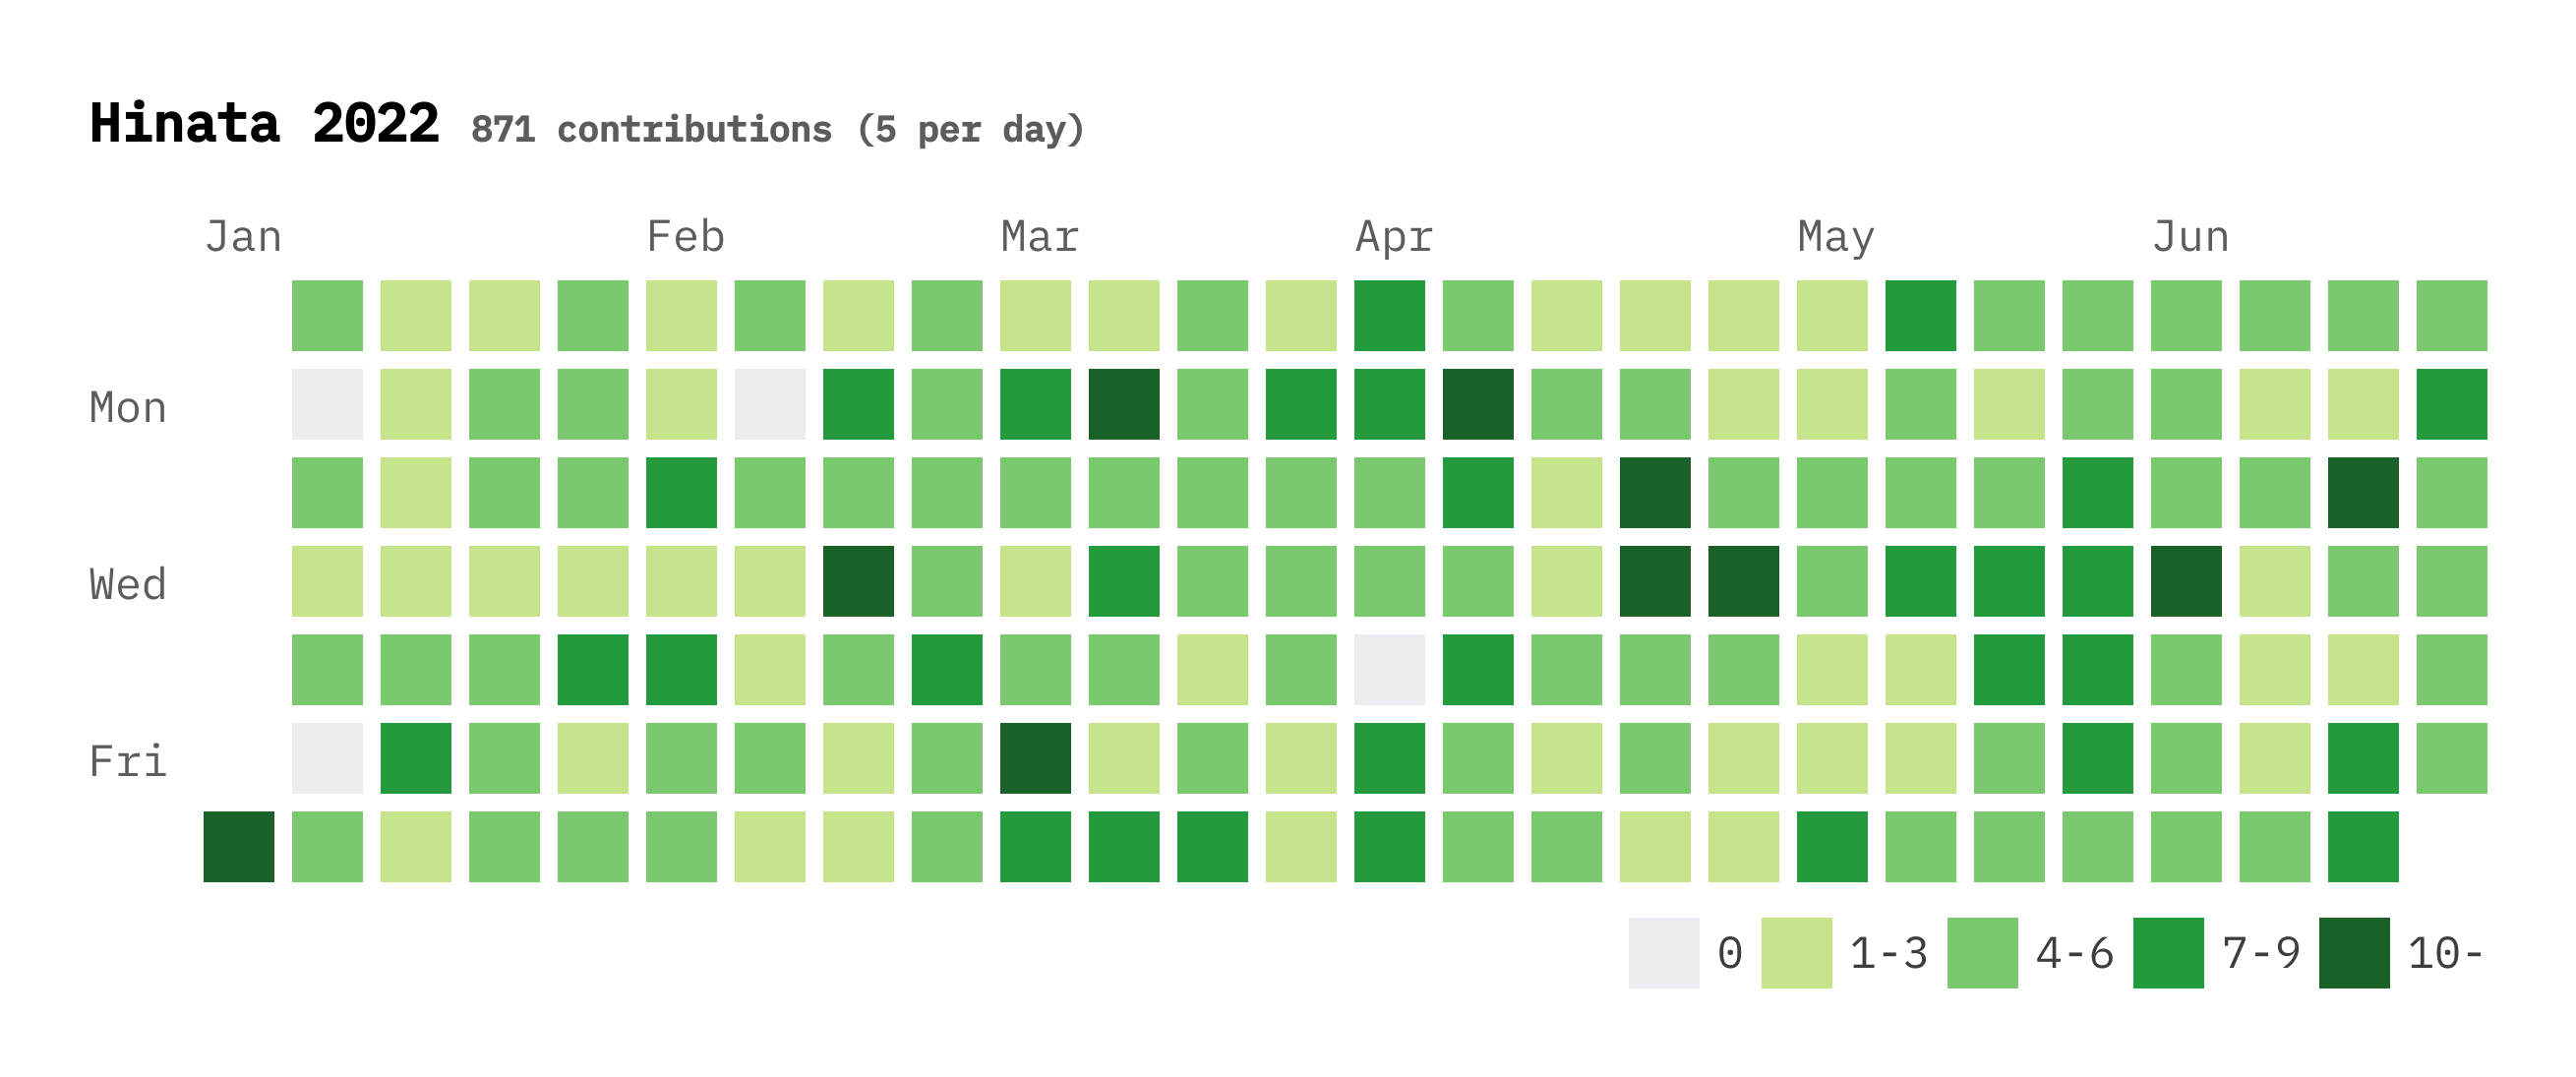 Hinata 2022 871 contributions (5 per day)
Jan Feb Mar Apr May Jun
Mon
Wed
Fri
0 1-3 4-6 7-9 10-